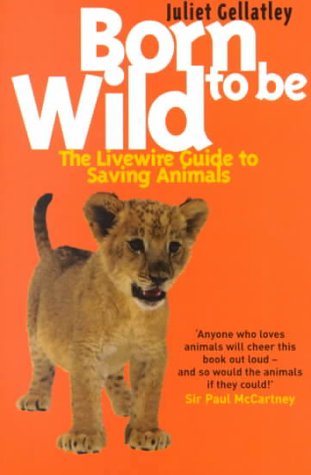 Juliet Gellatley
Born
to be
Wild
The Livewire Guide to
Saving Animals
'Anyone who loves
animals will cheer this
book out loud –
and so would the animals
if they could!'
Sir Paul McCartney